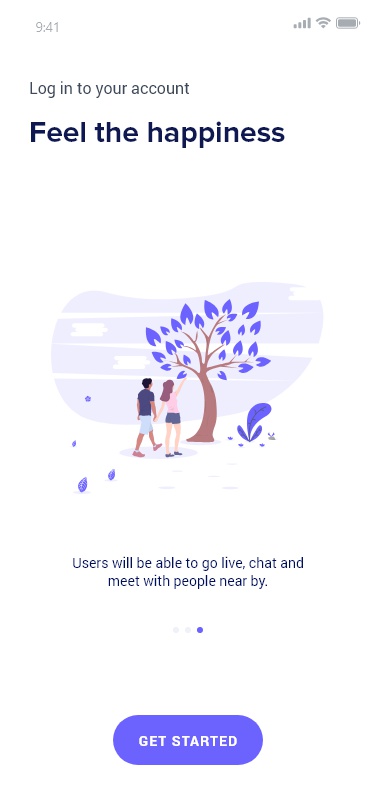 9:41
Log in to your account
Feel the happiness
Users will be able to go live, chat and
meet with people near by.
GET STARTED